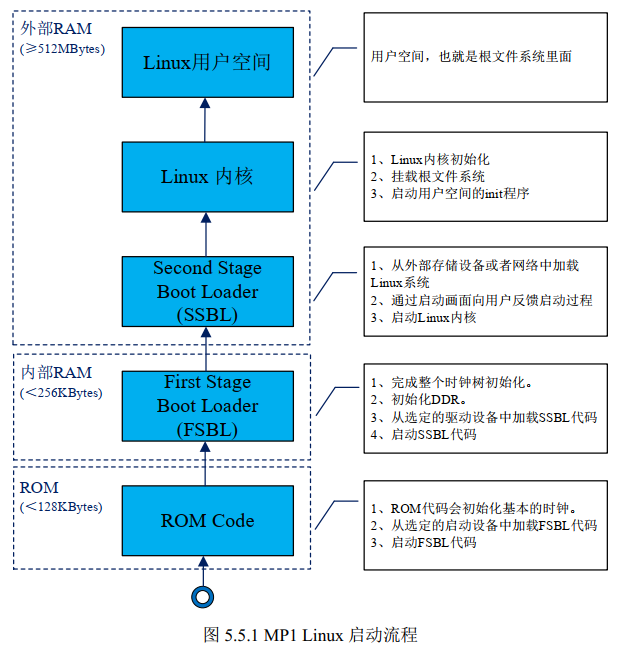 外部RAM
(≥512MBytes)
Linux用户空间
用户空间，也就是根文件系统里面
Linux 内核
1、Linux内核初始化
2、挂载根文件系统
3、启动用户空间的init程序
Second Stage
Boot Loader
(SSBL)
1、从外部存储设备或者网络中加载
Linux系统
2、通过启动画面向用户反馈启动过程
3、启动Linux内核
内部RAM
(＜256KBytes)
First Stage
Boot Loader
(FSBL)
1、完成整个时钟树初始化。
2、初始化DDR。
3、从选定的驱动设备中加载SSBL代码
4、启动SSBL代码
ROM
(＜128KBytes)
ROM Code
1、ROM代码会初始化基本的时钟。
2、从选定的启动设备中加载FSBL代码
3、启动FSBL代码
图 5.5.1 MP1 Linux 启动流程